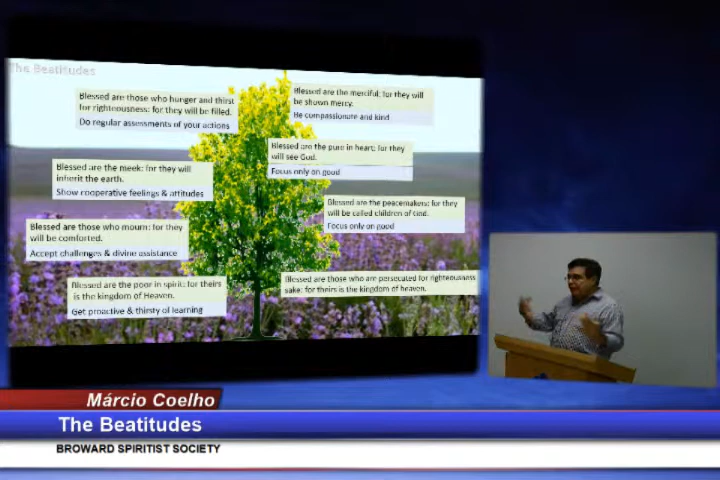 The Beatitudes
Blessed are those who hunger and thirst
for righteousness: for they will be filled.
Do regular assessments of your actions
Blessed are the merciful: for they will
be shown mercy.
Be compassionate and kind
Blessed are the pure in heart: for they
will see God.
Focus only on good
Blessed are the meek: for they will
inherit the earth.
Show cooperative feelings & attitudes
Blessed are the peacemakers: for they
will be called children of God.
Focus only on good
Blessed are those who mourn: for they
will be comforted.
Accept challenges & divine assistance
Blessed are the poor in spirit: for theirs
is the kingdom of Heaven.
Get proactive & thirsty of learning
Blessed are those who are persecuted for righteousness
sake: for theirs is the kingdom of heaven.
Márcio Coelho
The Beatitudes
BROWARD SPIRITIST SOCIETY